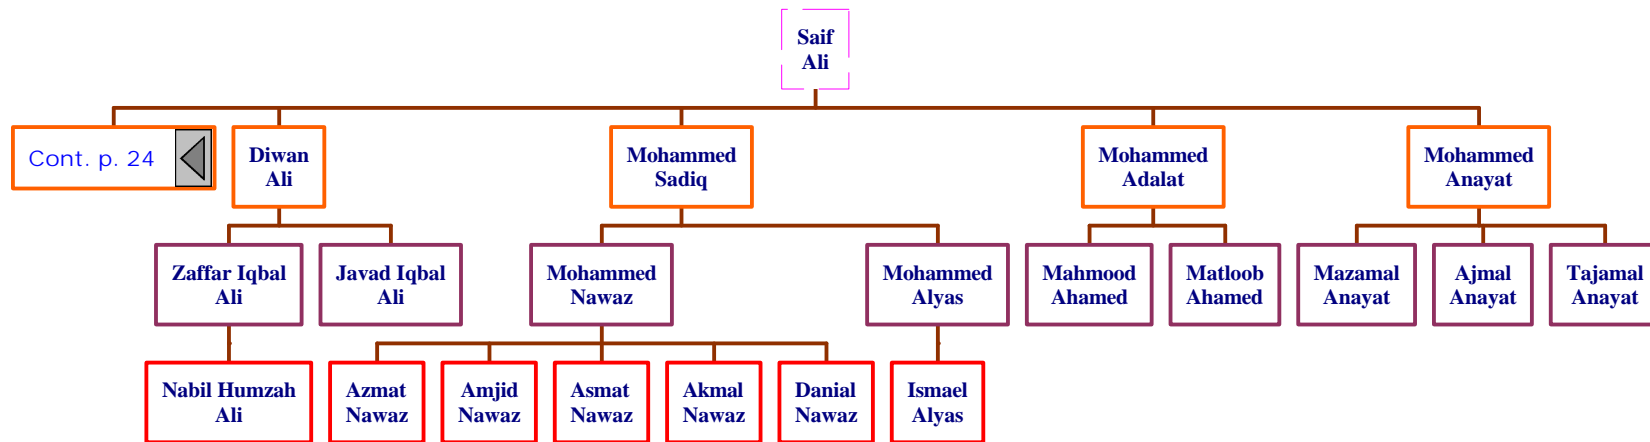 Saif
Ali
Cont. p. 24
Diwan
Ali
Mohammed
Sadiq
Mohammed
Adalat
Mohammed
Anayat
Zaffar Iqbal
Ali
Javad Iqbal
Ali
Mohammed
Nawaz
Mohammed
Alyas
Mahmood
Ahamed
Matloob
Ahamed
Mazamal
Anayat
Ajmal
Anayat
Tajamal
Anayat
Nabil Humzah
Ali
Azmat
Nawaz
Amjid
Nawaz
Asmat
Nawaz
Akmal
Nawaz
Danial
Nawaz
Ismael
Alyas